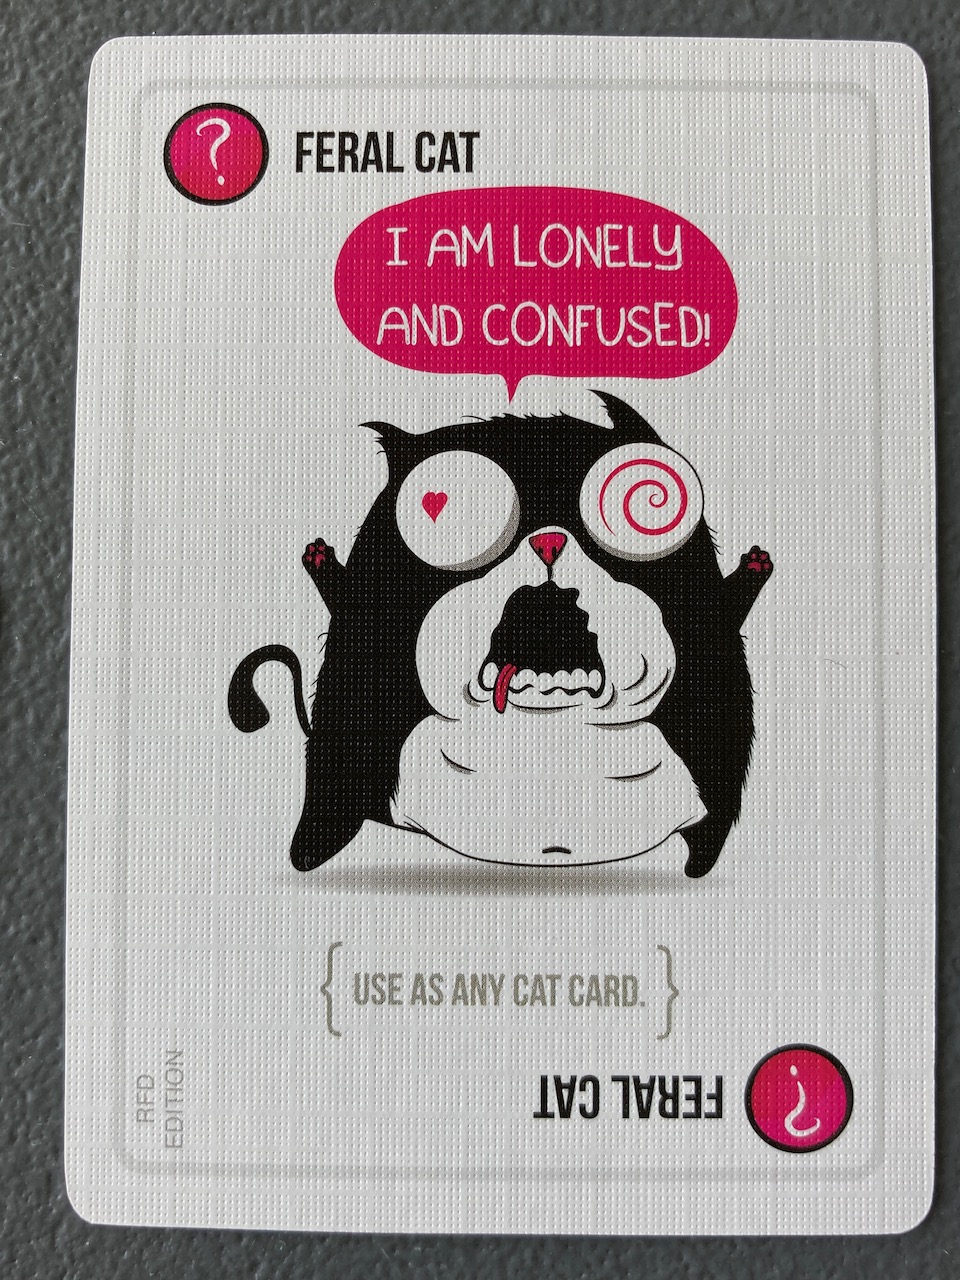 ?
FERAL CAT
I AM LONELY
AND CONFUSED!
{ USE AS ANY CAT CARD. }
RFD
EDITION
FERAL CAT
?